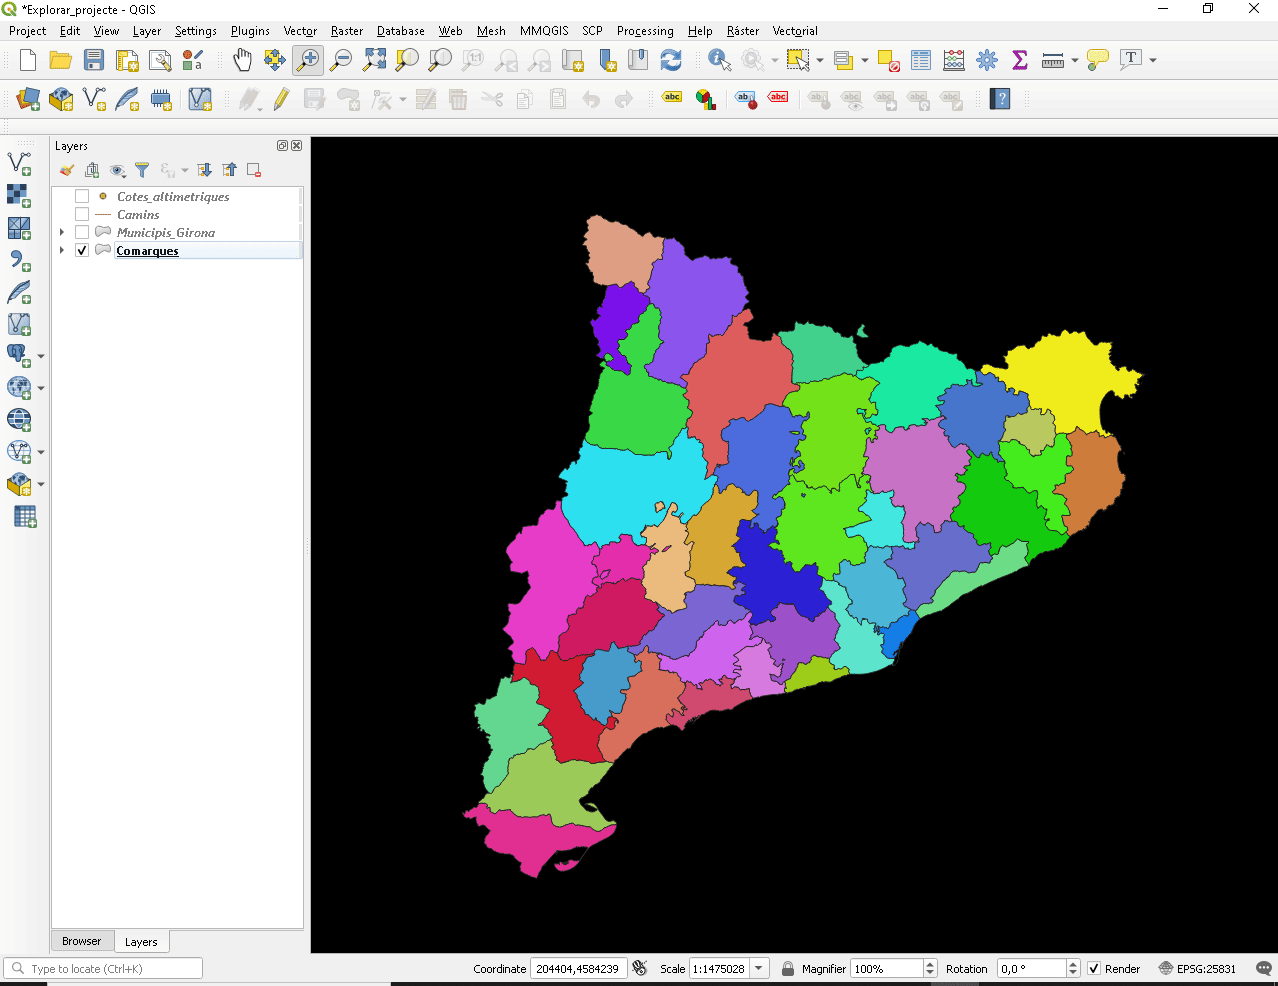 *Explorar_projecte - QGIS
Project Edit View Layer Settings Plugins Vector Raster Database Web Mesh MMQGIS SCP Processing Help Raster Vectorial
Layers
Cotes_altimetriques
Camins
Municipis_Girona
Comarques
Browser Layers
Type to locate (Ctrl+K) Coordinate 204404,4584239 Scale 1:1475028 Magnifier 100% Rotation 0,0 ° Render EPSG:25831